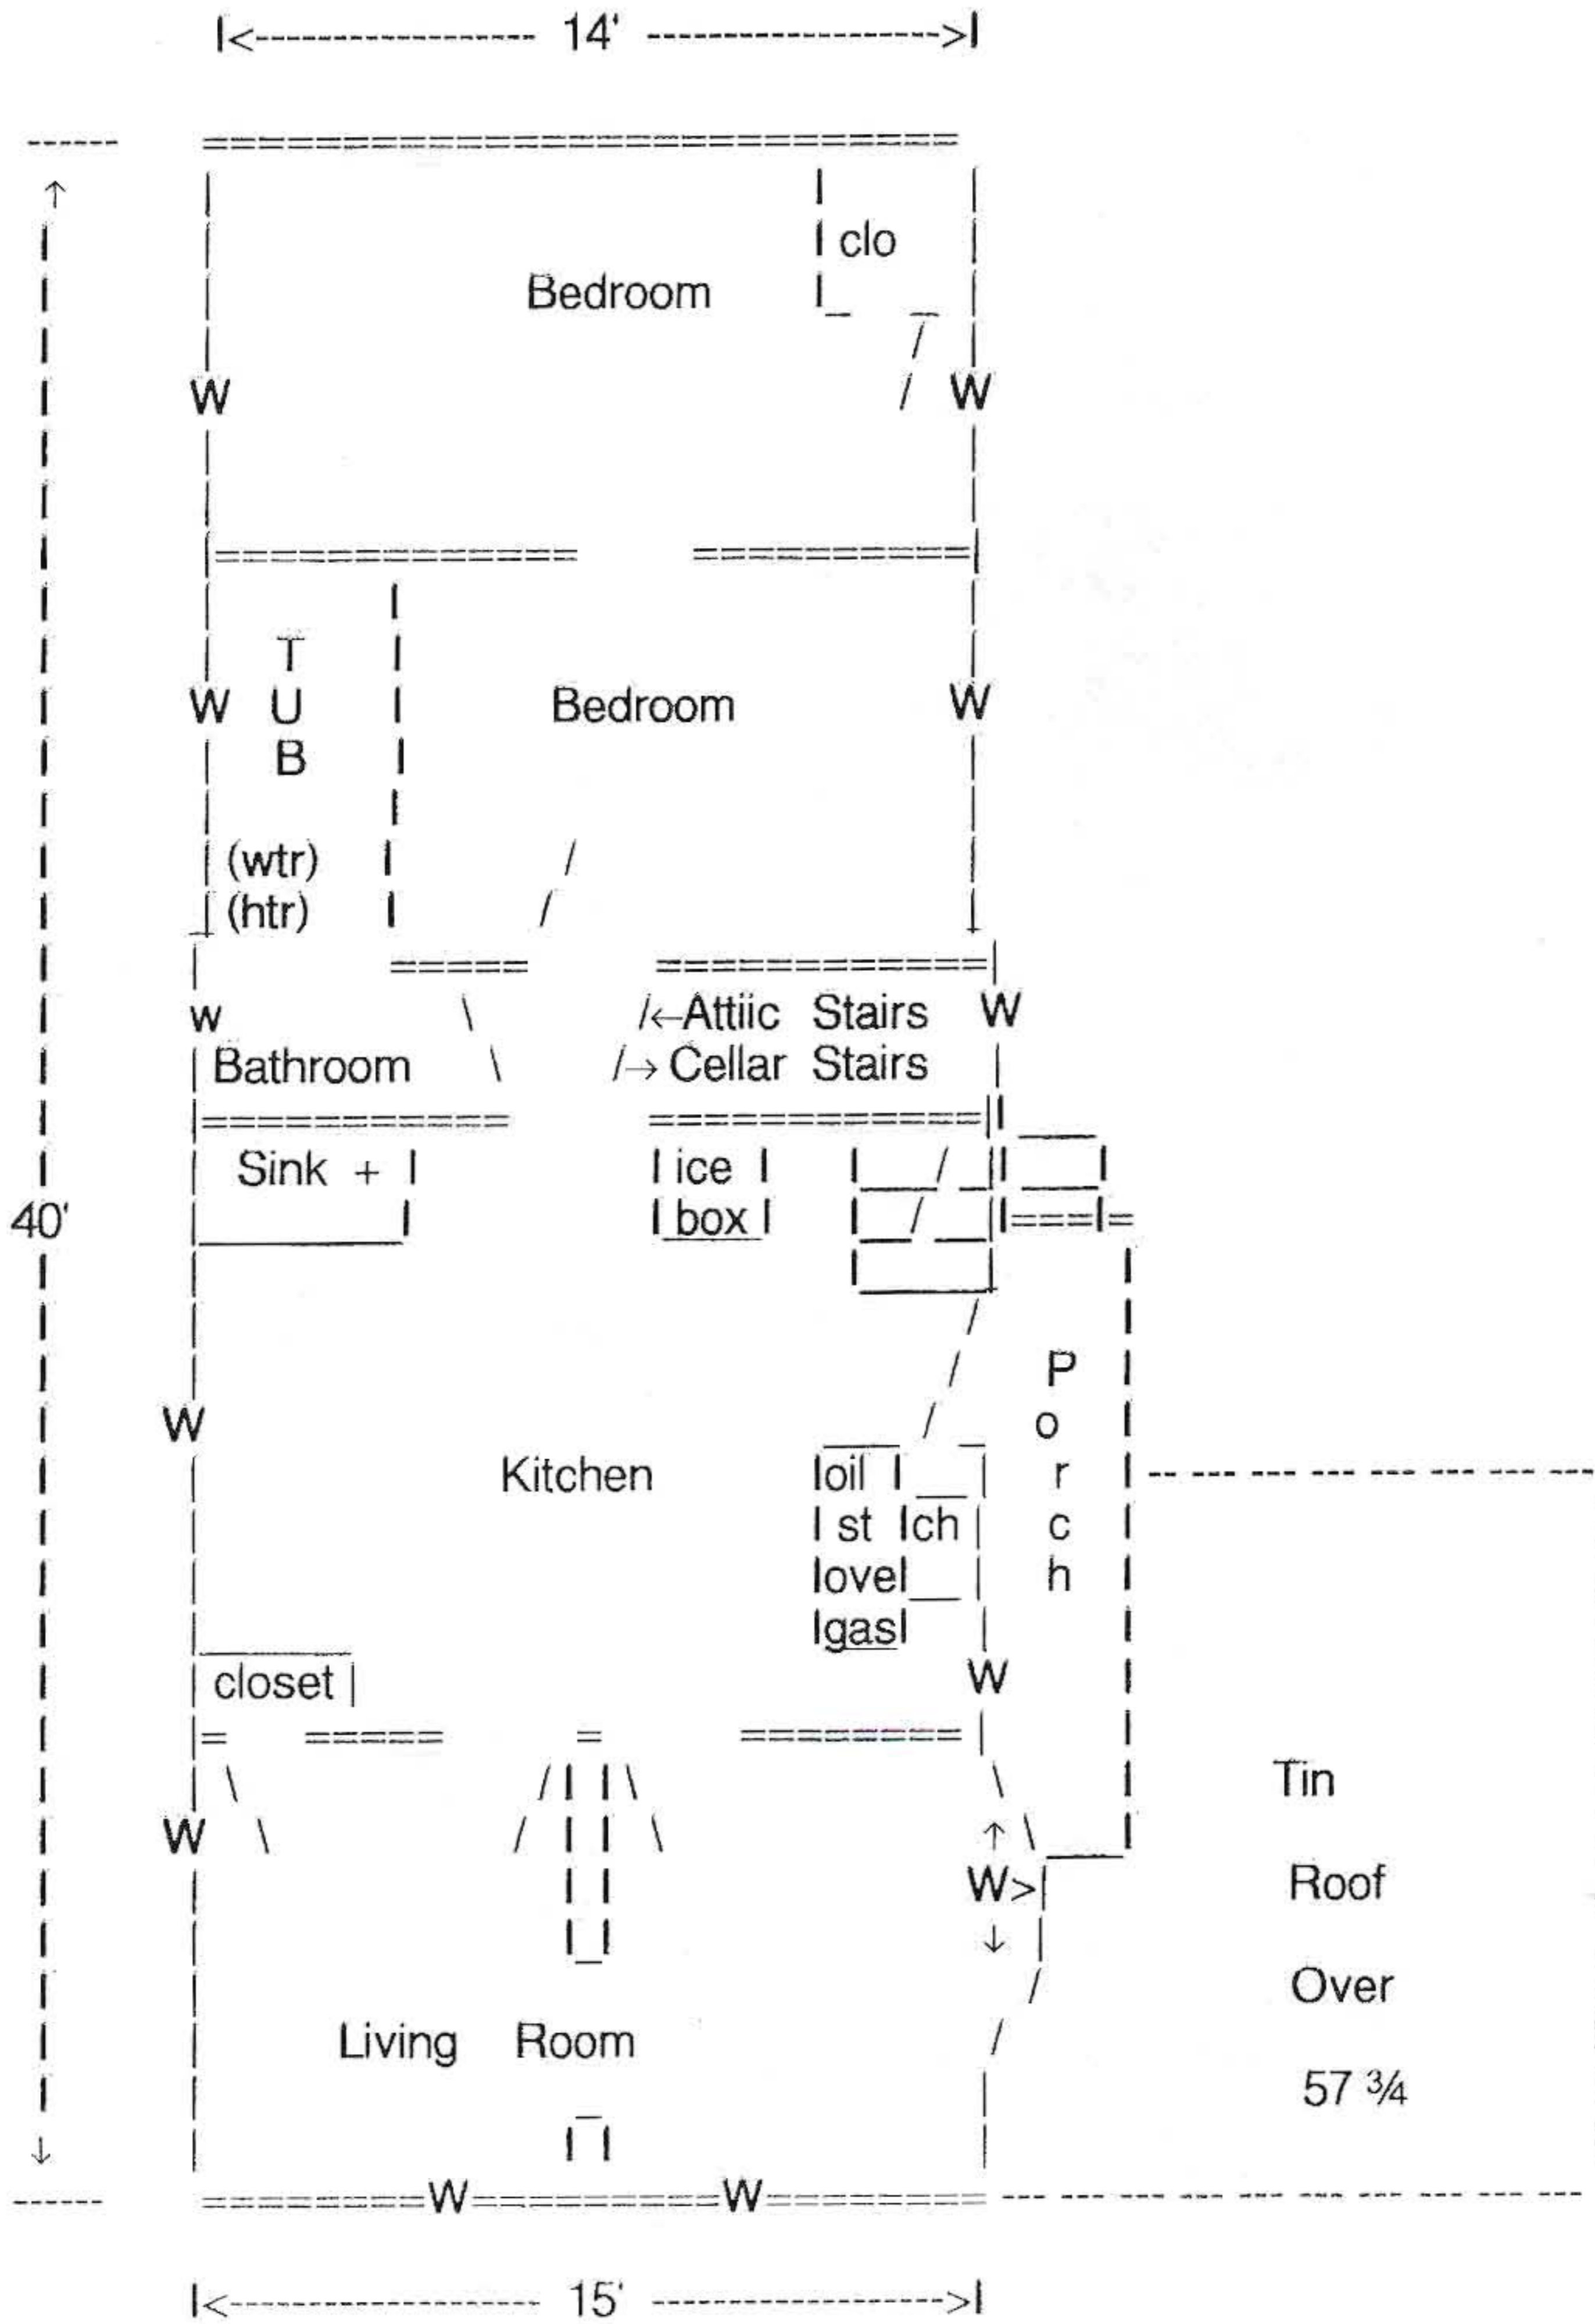 14'
clo
Bedroom
W W
T
W U Bedroom W
B
(wtr)
(htr)
w ←Attiic Stairs W
Bathroom → Cellar Stairs
Sink + ice
40' box
P
W o
Kitchen oil r
st ch c
ove h
gas
closet W
Tin
W
W> Roof
Over
Living Room
57 ¾
W W
15'